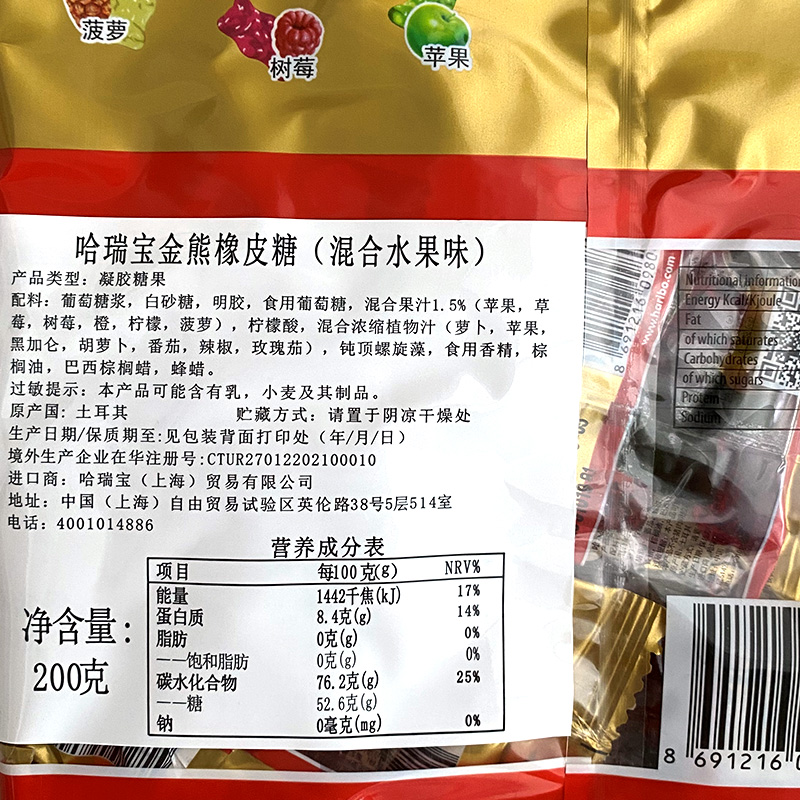 菠萝
树莓
苹果
哈瑞宝金熊橡皮糖（混合水果味）
产品类型：凝胶糖果
配料：葡萄糖浆，白砂糖，明胶，食用葡萄糖，混合果汁1.5%（苹果，草
莓，树莓，橙，柠檬，菠萝），柠檬酸，混合浓缩植物汁（萝卜，苹果，
黑加仑，胡萝卜，番茄，辣椒，玫瑰茄），钝顶螺旋藻，食用香精，棕
榈油，巴西棕榈蜡，蜂蜡。
过敏提示：本产品可能含有乳，小麦及其制品。
原产国：土耳其
贮藏方式：请置于阴凉干燥处
生产日期/保质期至:见包装背面打印处（年/月/日）
境外生产企业在华注册号:CTUR27012202100010
进口商：哈瑞宝（上海）贸易有限公司
地址：中国（上海）自由贸易试验区英伦路38号5层514室
电话：4001014886
营养成分表
项目 每100克(g) NRV%
能量 1442千焦(kJ) 17%
蛋白质 8.4克(g) 14%
脂肪 0克(g) 0%
——饱和脂肪 0克(g) 0%
碳水化合物 76.2克(g) 25%
——糖 52.6克(g)
钠 0毫克(mg) 0%
净含量：
200克
8 691216 0980
www.haribo.com
Nutritional information
Energy Kcal/Kjoule
Fat
of which saturates
Carbohydrates
of which sugars
Protein
Sodium
8 691216 0